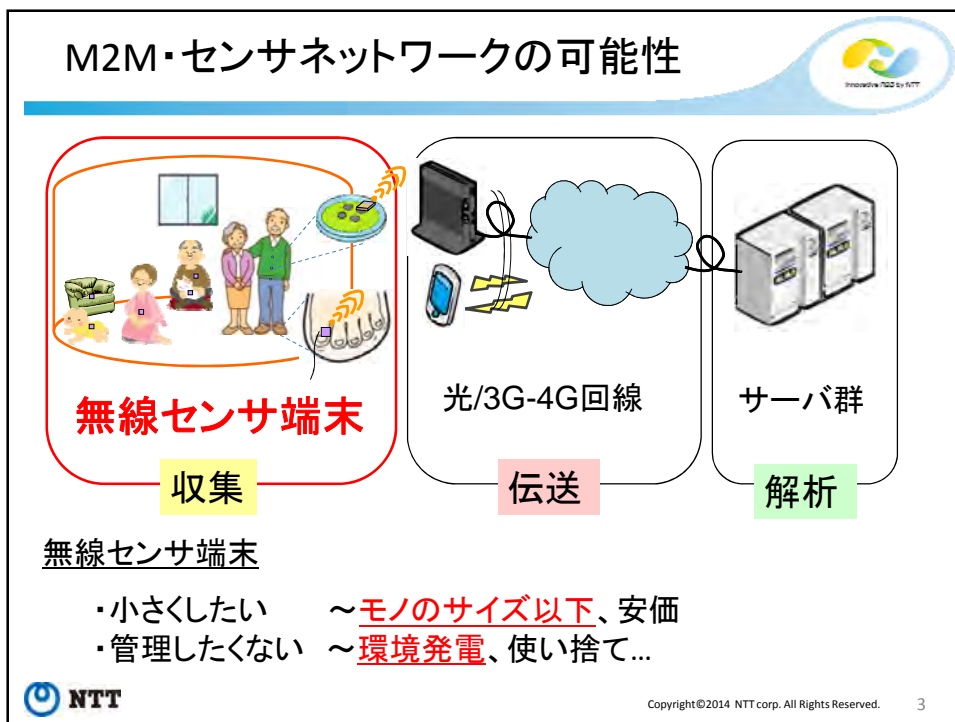 M2M・センサネットワークの可能性
Innovative R&D by NTT
無線センサ端末
光/3G-4G回線
サーバ群
収集
伝送
解析
無線センサ端末
・小さくしたい ～モノのサイズ以下、安価
・管理したくない ～環境発電、使い捨て…
NTT
Copyright©2014 NTT corp. All Rights Reserved. 3